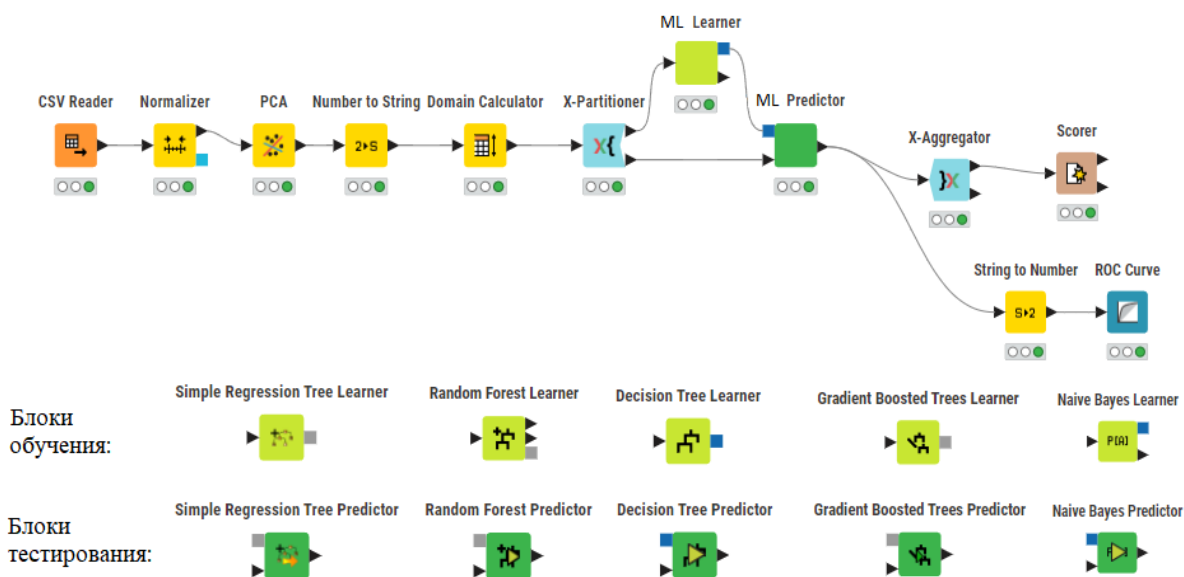 ML Learner
CSV Reader Normalizer PCA Number to String Domain Calculator X-Partitioner ML Predictor
2▸S
X{
X-Aggregator
}X
Scorer
String to Number ROC Curve
S▸2
Simple Regression Tree Learner Random Forest Learner Decision Tree Learner Gradient Boosted Trees Learner Naive Bayes Learner
Блоки
обучения:
P[A]
Simple Regression Tree Predictor Random Forest Predictor Decision Tree Predictor Gradient Boosted Trees Predictor Naive Bayes Predictor
Блоки
тестирования: